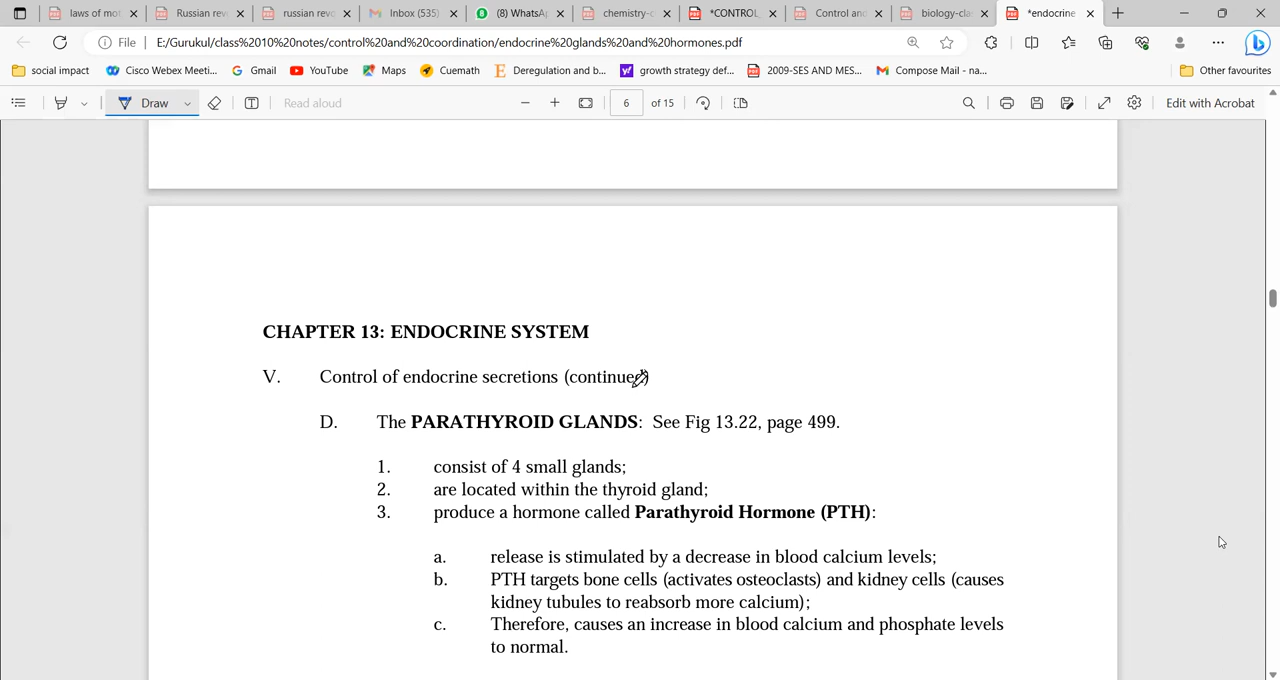 laws of mot
Russian rev
russian revo
Inbox (535)
(8) WhatsA
chemistry-c
*CONTROL_
Control and
biology-cla
*endocrine
File
E:/Gurukul/class%2010%20notes/control%20and%20coordination/endocrine%20glands%20and%20hormones.pdf
social impact
Cisco Webex Meeti...
Gmail
YouTube
Maps
Cuemath
Deregulation and b...
growth strategy def...
2009-SES AND MES...
Compose Mail - na...
Other favourites
Draw
Read aloud
6 of 15
Edit with Acrobat
CHAPTER 13: ENDOCRINE SYSTEM
V. Control of endocrine secretions (continued)
D. The PARATHYROID GLANDS: See Fig 13.22, page 499.
1. consist of 4 small glands;
2. are located within the thyroid gland;
3. produce a hormone called Parathyroid Hormone (PTH):
a. release is stimulated by a decrease in blood calcium levels;
b. PTH targets bone cells (activates osteoclasts) and kidney cells (causes
kidney tubules to reabsorb more calcium);
c. Therefore, causes an increase in blood calcium and phosphate levels
to normal.